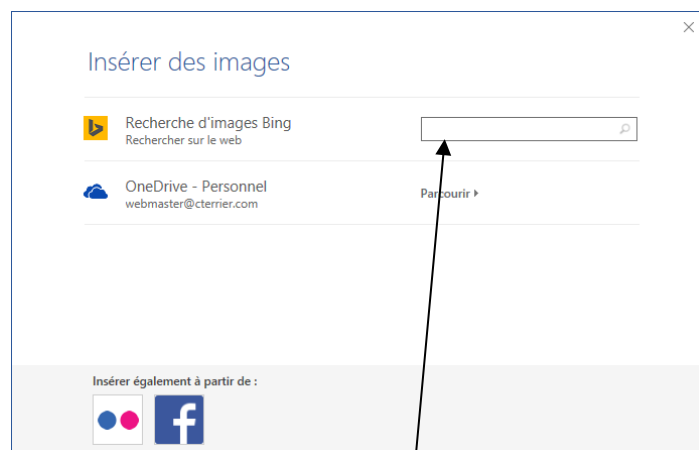 Insérer des images
Recherche d'images Bing
Rechercher sur le web
OneDrive - Personnel
webmaster@cterrier.com
Parcourir
Insérer également à partir de :